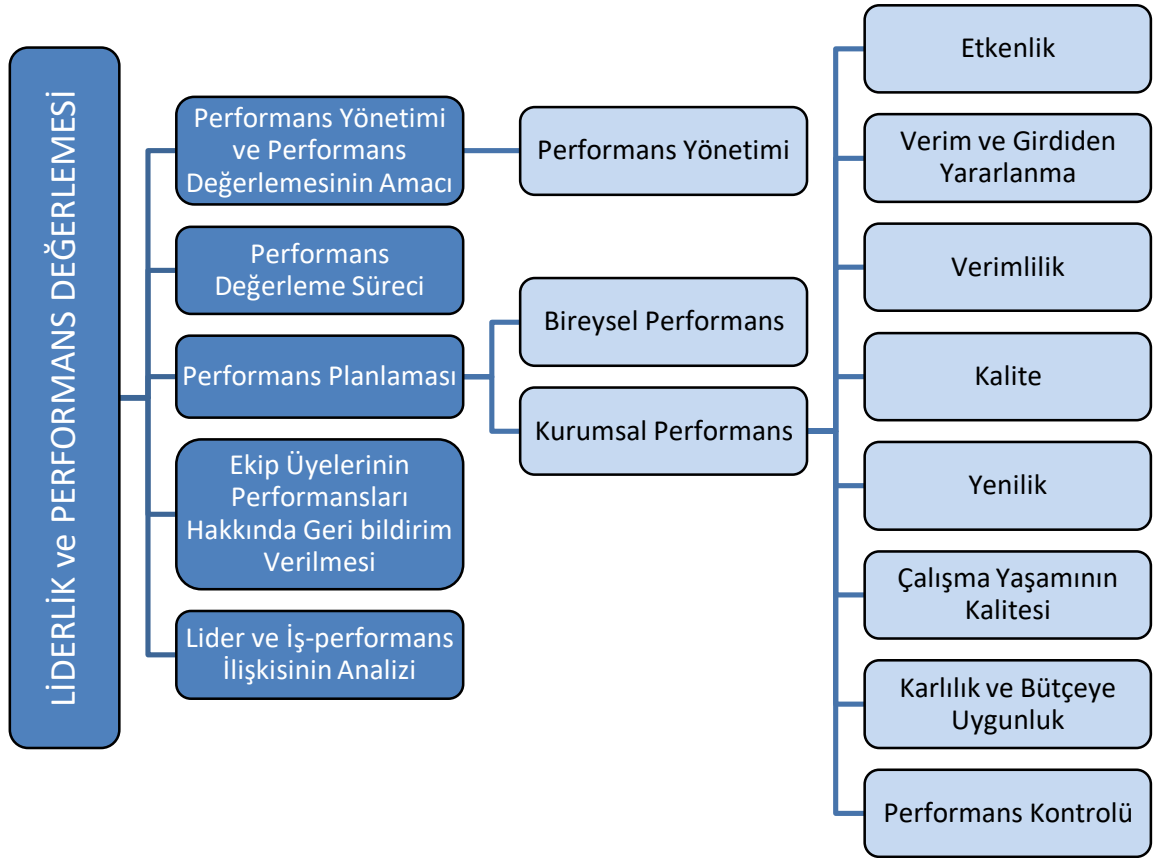 LİDERLİK ve PERFORMANS DEĞERLEMESİ
Performans Yönetimi
ve Performans
Değerlemesinin Amacı
Performans
Değerleme Süreci
Performans Planlaması
Ekip Üyelerinin
Performansları
Hakkında Geri bildirim
Verilmesi
Lider ve İş-performans
İlişkisinin Analizi
Performans Yönetimi
Bireysel Performans
Kurumsal Performans
Etkenlik
Verim ve Girdiden
Yararlanma
Verimlilik
Kalite
Yenilik
Çalışma Yaşamının
Kalitesi
Karlılık ve Bütçeye
Uygunluk
Performans Kontrolü